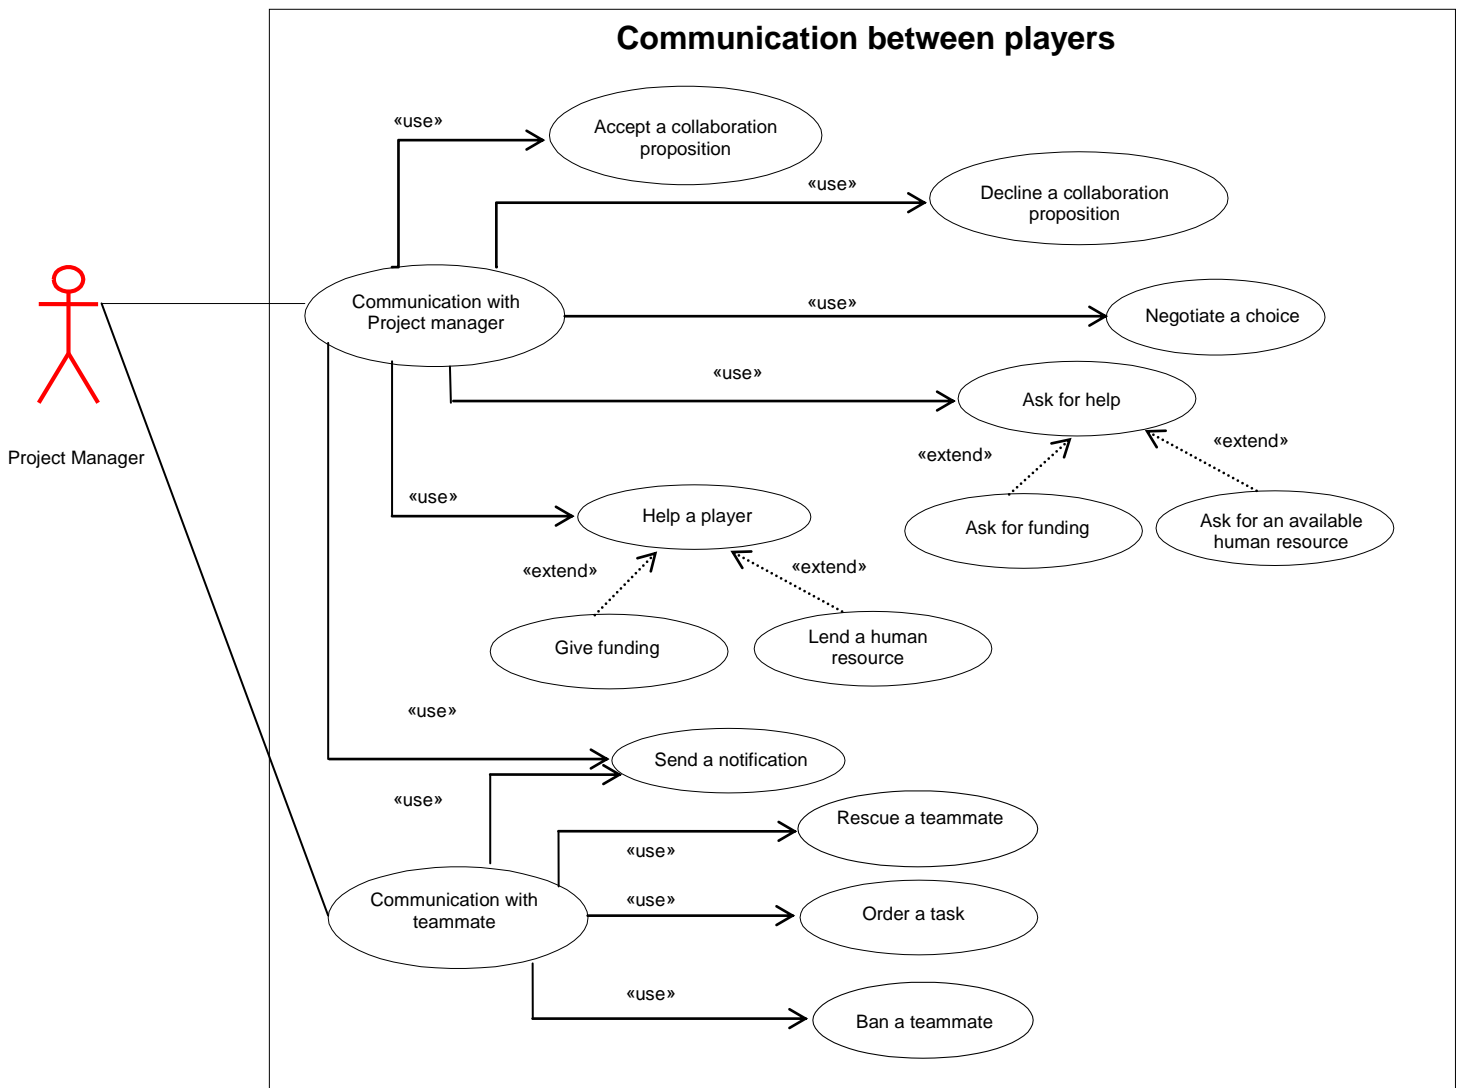 Communication between players
«use»
Accept a collaboration
proposition
«use»
Decline a collaboration
proposition
Communication with
Project manager
«use»
Negotiate a choice
«use»
Ask for help
Project Manager
«extend»
«extend»
«use»
Help a player
Ask for funding
Ask for an available
human resource
«extend»
«extend»
Give funding
Lend a human
resource
«use»
Send a notification
«use»
Rescue a teammate
«use»
Communication with
teammate
«use»
Order a task
«use»
Ban a teammate